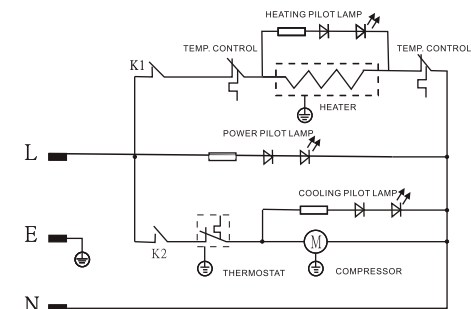 HEATING PILOT LAMP
TEMP. CONTROL
TEMP. CONTROL
K1
HEATER
POWER PILOT LAMP
L
COOLING PILOT LAMP
E
M
K2
THERMOSTAT
COMPRESSOR
N